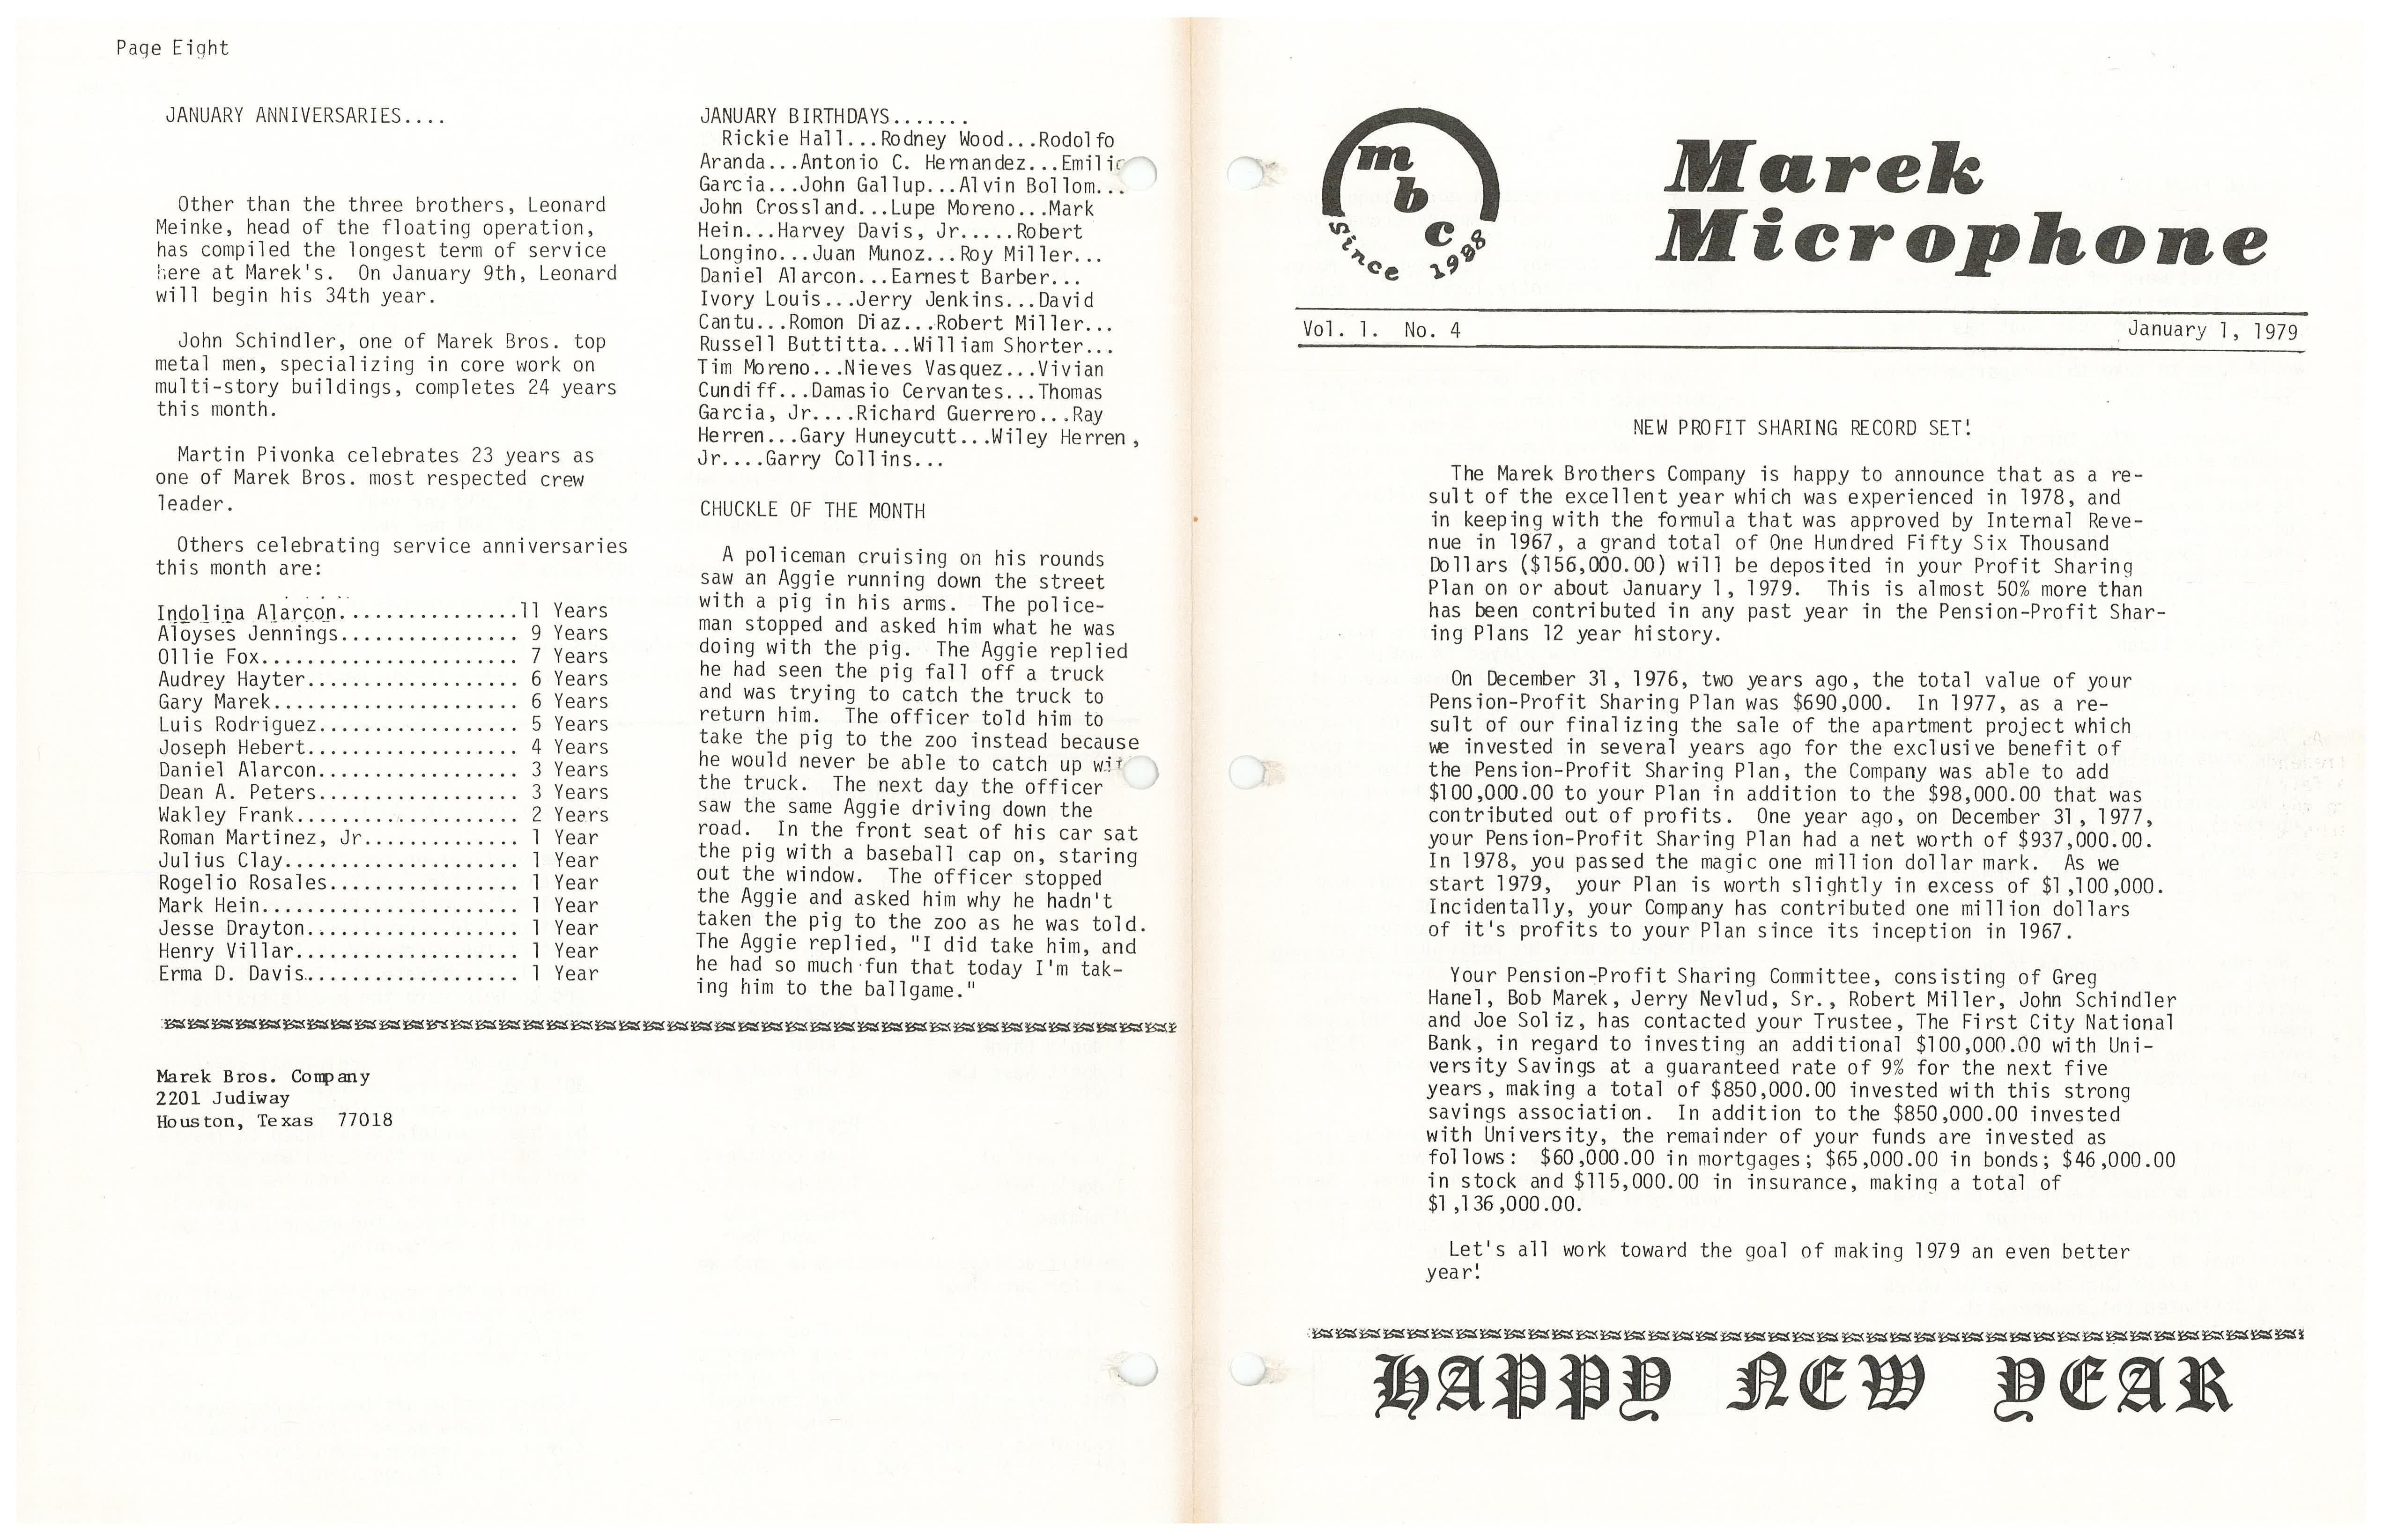 Page Eight
JANUARY ANNIVERSARIES....
Other than the three brothers, Leonard
Meinke, head of the floating operation,
has compiled the longest term of service
here at Marek's. On January 9th, Leonard
will begin his 34th year.
John Schindler, one of Marek Bros. top
metal men, specializing in core work on
multi-story buildings, completes 24 years
this month.
Martin Pivonka celebrates 23 years as
one of Marek Bros. most respected crew
leader.
Others celebrating service anniversaries
this month are:
Indolina Alarcon................11 Years
Aloyses Jennings................ 9 Years
Ollie Fox....................... 7 Years
Audrey Hayter................... 6 Years
Gary Marek...................... 6 Years
Luis Rodriguez.................. 5 Years
Joseph Hebert................... 4 Years
Daniel Alarcon.................. 3 Years
Dean A. Peters.................. 3 Years
Wakley Frank.................... 2 Years
Roman Martinez, Jr.............. 1 Year
Julius Clay..................... 1 Year
Rogelio Rosales................. 1 Year
Mark Hein....................... 1 Year
Jesse Drayton................... 1 Year
Henry Villar.................... 1 Year
Erma D. Davis................... 1 Year
JANUARY BIRTHDAYS.......
Rickie Hall...Rodney Wood...Rodolfo
Aranda...Antonio C. Hernandez...Emilio
Garcia...John Gallup...Alvin Bollom...
John Crossland...Lupe Moreno...Mark
Hein...Harvey Davis, Jr.....Robert
Longino...Juan Munoz...Roy Miller...
Daniel Alarcon...Earnest Barber...
Ivory Louis...Jerry Jenkins...David
Cantu...Romon Diaz...Robert Miller...
Russell Buttitta...William Shorter...
Tim Moreno...Nieves Vasquez...Vivian
Cundiff...Damasio Cervantes...Thomas
Garcia, Jr....Richard Guerrero...Ray
Herren...Gary Huneycutt...Wiley Herren,
Jr....Garry Collins...
CHUCKLE OF THE MONTH
A policeman cruising on his rounds
saw an Aggie running down the street
with a pig in his arms. The police-
man stopped and asked him what he was
doing with the pig. The Aggie replied
he had seen the pig fall off a truck
and was trying to catch the truck to
return him. The officer told him to
take the pig to the zoo instead because
he would never be able to catch up with
the truck. The next day the officer
saw the same Aggie driving down the
road. In the front seat of his car sat
the pig with a baseball cap on, staring
out the window. The officer stopped
the Aggie and asked him why he hadn't
taken the pig to the zoo as he was told.
The Aggie replied, "I did take him, and
he had so much fun that today I'm tak-
ing him to the ballgame."
Marek Bros. Company
2201 Judiway
Houston, Texas 77018
mbc
Since 1938
Marek
Microphone
Vol. 1. No. 4 January 1, 1979
NEW PROFIT SHARING RECORD SET!
The Marek Brothers Company is happy to announce that as a re-
sult of the excellent year which was experienced in 1978, and
in keeping with the formula that was approved by Internal Reve-
nue in 1967, a grand total of One Hundred Fifty Six Thousand
Dollars ($156,000.00) will be deposited in your Profit Sharing
Plan on or about January 1, 1979. This is almost 50% more than
has been contributed in any past year in the Pension-Profit Shar-
ing Plans 12 year history.
On December 31, 1976, two years ago, the total value of your
Pension-Profit Sharing Plan was $690,000. In 1977, as a re-
sult of our finalizing the sale of the apartment project which
we invested in several years ago for the exclusive benefit of
the Pension-Profit Sharing Plan, the Company was able to add
$100,000.00 to your Plan in addition to the $98,000.00 that was
contributed out of profits. One year ago, on December 31, 1977,
your Pension-Profit Sharing Plan had a net worth of $937,000.00.
In 1978, you passed the magic one million dollar mark. As we
start 1979, your Plan is worth slightly in excess of $1,100,000.
Incidentally, your Company has contributed one million dollars
of it's profits to your Plan since its inception in 1967.
Your Pension-Profit Sharing Committee, consisting of Greg
Hanel, Bob Marek, Jerry Nevlud, Sr., Robert Miller, John Schindler
and Joe Soliz, has contacted your Trustee, The First City National
Bank, in regard to investing an additional $100,000.00 with Uni-
versity Savings at a guaranteed rate of 9% for the next five
years, making a total of $850,000.00 invested with this strong
savings association. In addition to the $850,000.00 invested
with University, the remainder of your funds are invested as
follows: $60,000.00 in mortgages; $65,000.00 in bonds; $46,000.00
in stock and $115,000.00 in insurance, making a total of
$1,136,000.00.
Let's all work toward the goal of making 1979 an even better
year!
HAPPY NEW YEAR